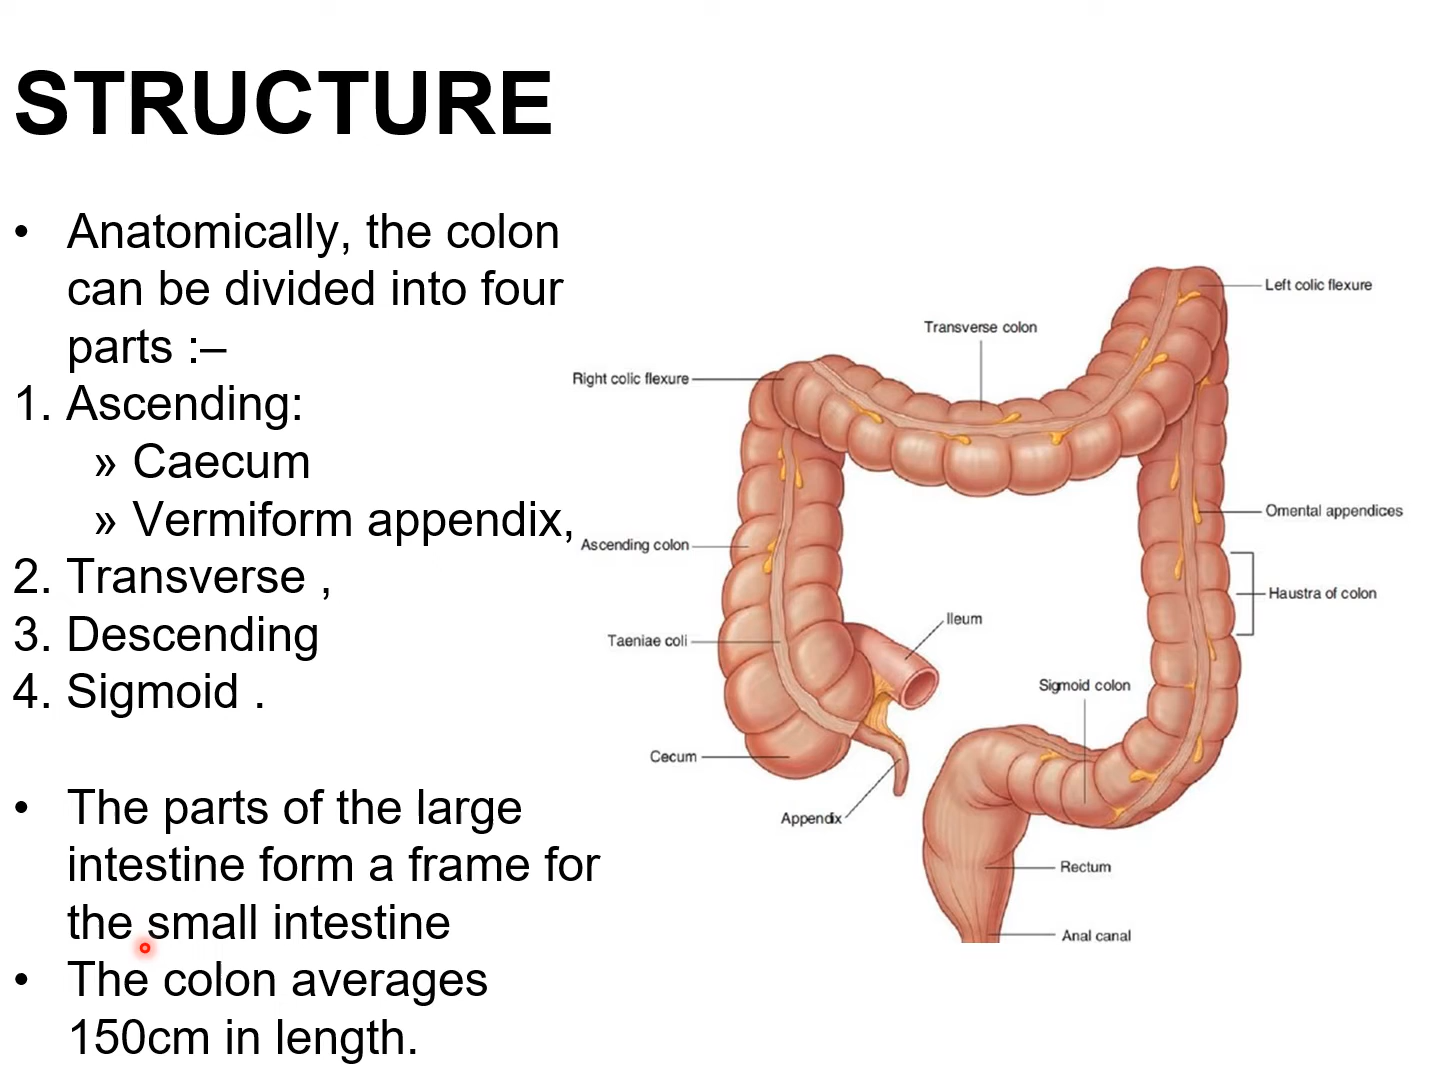 STRUCTURE
• Anatomically, the colon
can be divided into four
parts :–
1. Ascending:
» Caecum
» Vermiform appendix,
2. Transverse ,
3. Descending
4. Sigmoid .
• The parts of the large
intestine form a frame for
the small intestine
• The colon averages
150cm in length.
Left colic flexure
Transverse colon
Right colic flexure
Omental appendices
Ascending colon
Haustra of colon
Ileum
Taeniae coli
Sigmoid colon
Cecum
Appendix
Rectum
Anal canal